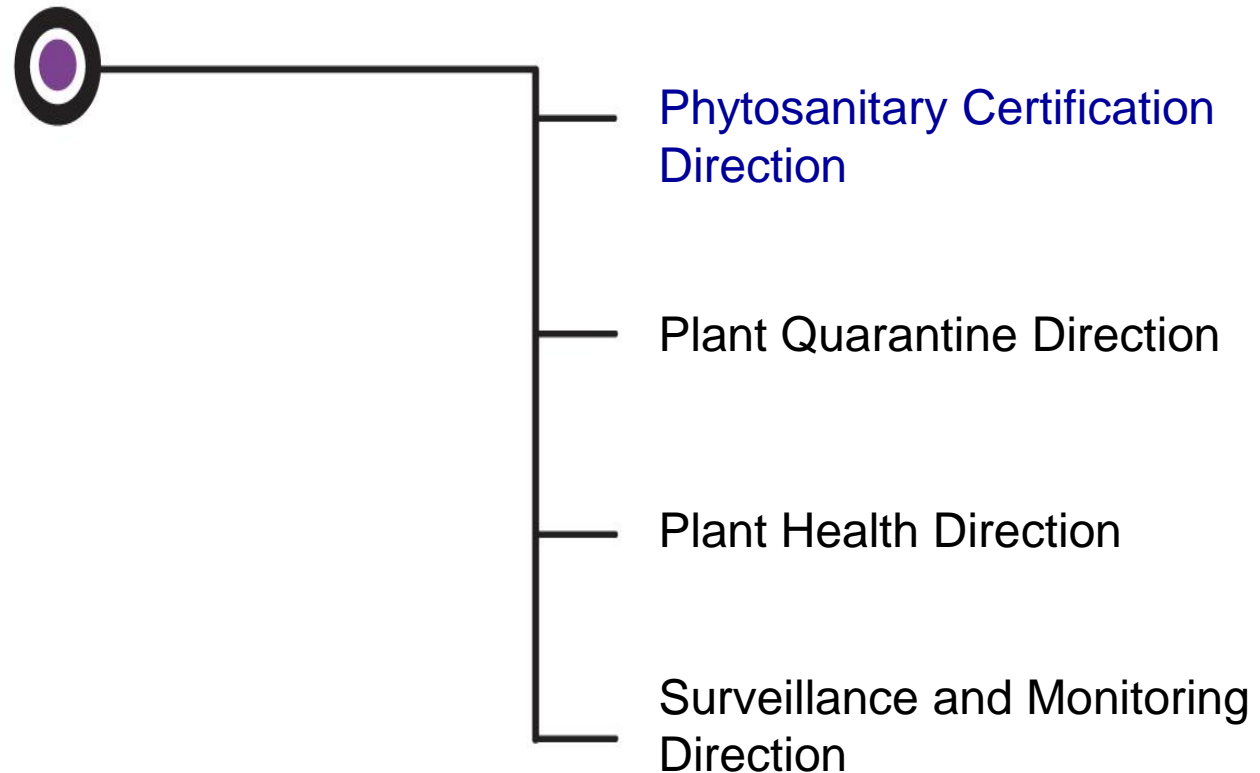 Phytosanitary Certification
Direction
Plant Quarantine Direction
Plant Health Direction
Surveillance and Monitoring
Direction